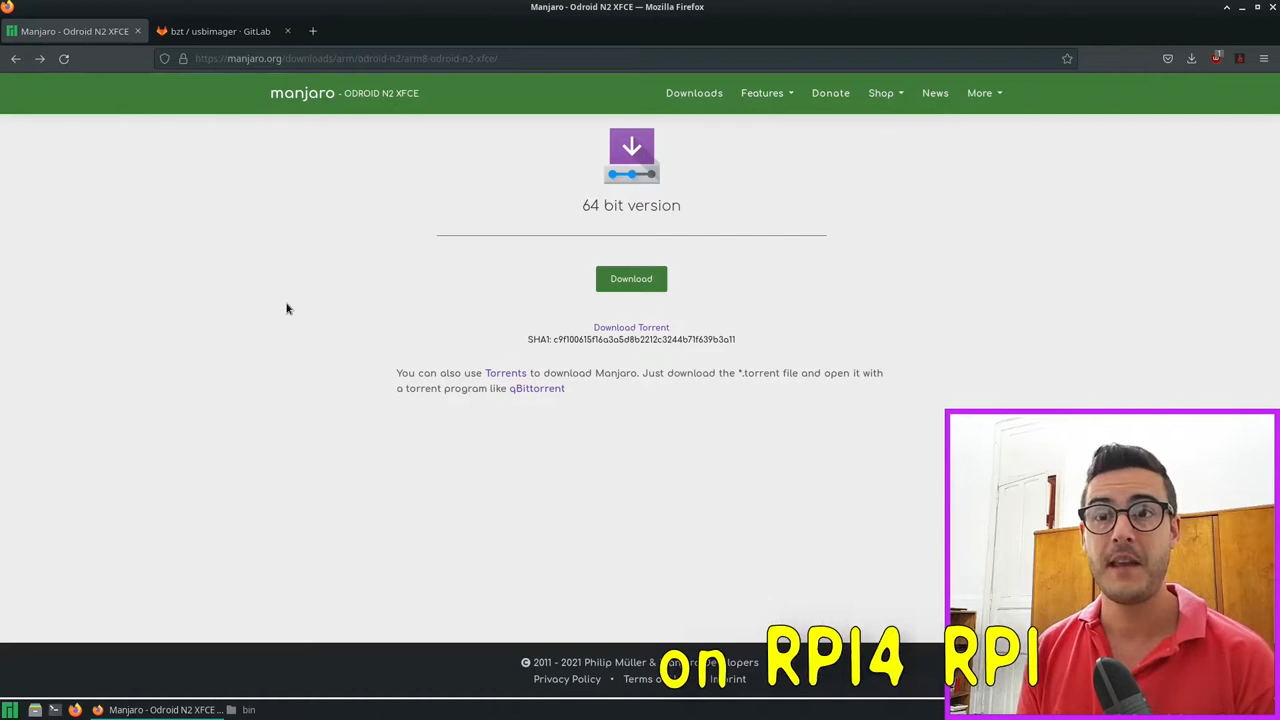 Manjaro - Odroid N2 XFCE — Mozilla Firefox
Manjaro - Odroid N2 XFCE
bzt / usbimager · GitLab
https://manjaro.org/downloads/arm/odroid-n2/arm8-odroid-n2-xfce/
1
manjaro - ODROID N2 XFCE
Downloads Features Donate Shop News More
64 bit version
Download
Download Torrent
SHA1: c9f100615f16a3a5d8b2212c3244b71f639b3a11
You can also use Torrents to download Manjaro. Just download the *.torrent file and open it with
a torrent program like qBittorrent
on RPI4 RPI
© 2011 - 2021 Philip Müller & Developers
Privacy Policy • Terms Imprint
Manjaro - Odroid N2 XFCE ...
bin